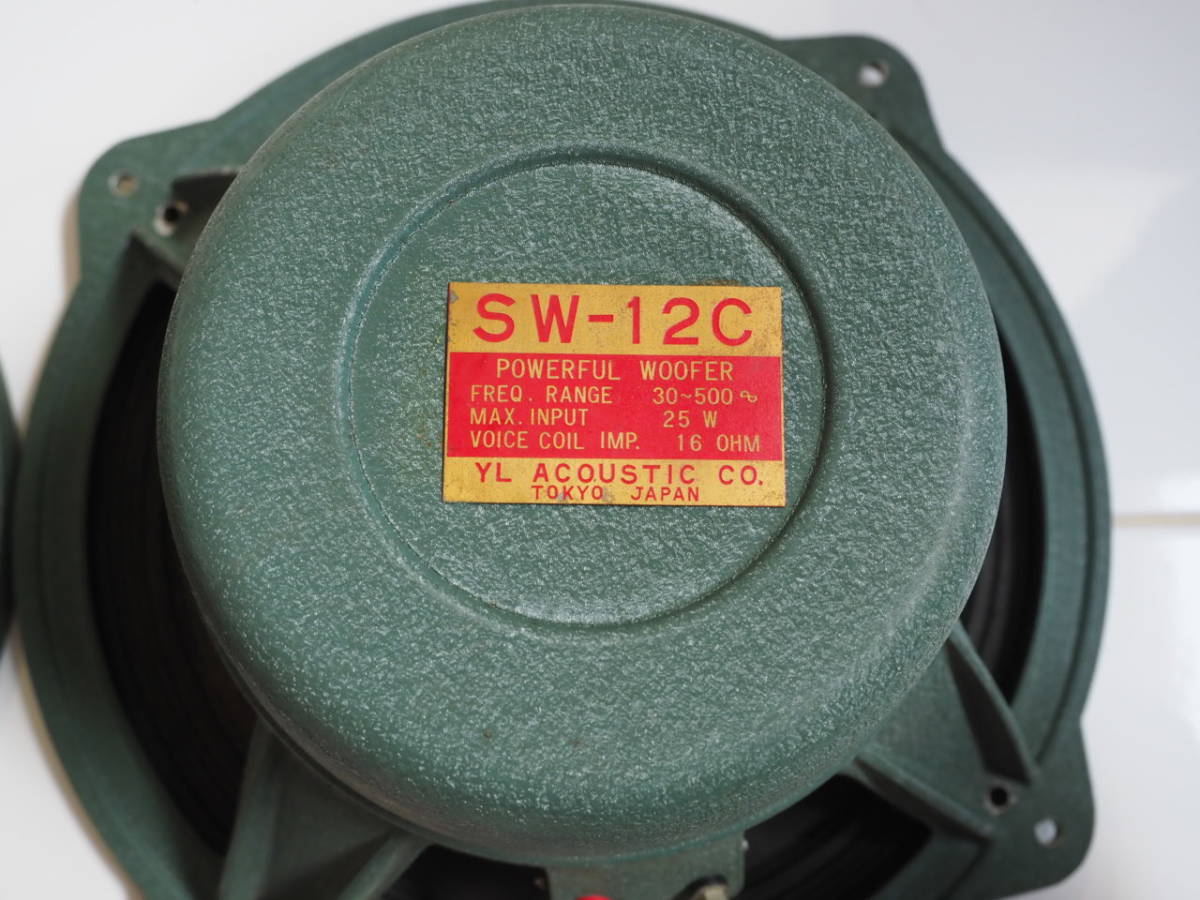 SW-12C
POWERFUL WOOFER
FREQ. RANGE 30~500 ∿
MAX. INPUT 25 W
VOICE COIL IMP. 16 OHM
YL ACOUSTIC CO.
TOKYO JAPAN